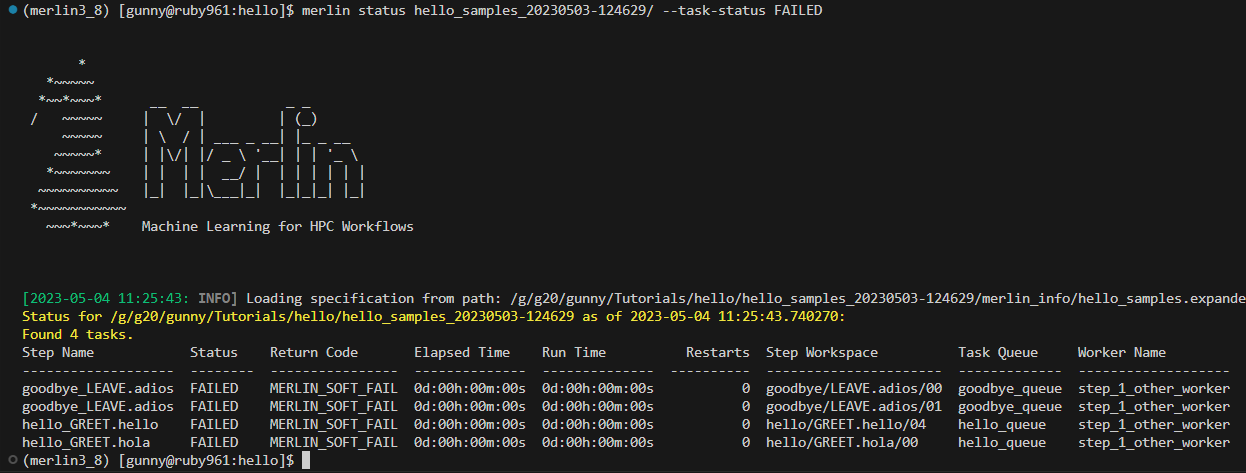 (merlin3_8) [gunny@ruby961:hello]$ merlin status hello_samples_20230503-124629/ --task-status FAILED
       *
   *~~~~~
  *~~*~~~*      __  __           _ _
 /   ~~~~~     |  \/  |         | (_)
     ~~~~~     | \  / | ___ _ __| |_ _ __
    ~~~~~*     | |\/| |/ _ \ '__| | | '_ \
   *~~~~~~~    | |  | |  __/ |  | | | | | |
  ~~~~~~~~~~   |_|  |_|\___|_|  |_|_|_| |_|
 *~~~~~~~~~~~
   ~~~*~~~*    Machine Learning for HPC Workflows
[2023-05-04 11:25:43: INFO] Loading specification from path: /g/g20/gunny/Tutorials/hello/hello_samples_20230503-124629/merlin_info/hello_samples.expande
Status for /g/g20/gunny/Tutorials/hello/hello_samples_20230503-124629 as of 2023-05-04 11:25:43.740270:
Found 4 tasks.
Step Name            Status    Return Code       Elapsed Time    Run Time          Restarts  Step Workspace          Task Queue     Worker Name
-------------------  --------  ----------------  --------------  --------------  ----------  ----------------------  -------------  -------------------
goodbye_LEAVE.adios  FAILED    MERLIN_SOFT_FAIL  0d:00h:00m:00s  0d:00h:00m:00s           0  goodbye/LEAVE.adios/00  goodbye_queue  step_1_other_worker
goodbye_LEAVE.adios  FAILED    MERLIN_SOFT_FAIL  0d:00h:00m:00s  0d:00h:00m:00s           0  goodbye/LEAVE.adios/01  goodbye_queue  step_1_other_worker
hello_GREET.hello    FAILED    MERLIN_SOFT_FAIL  0d:00h:00m:00s  0d:00h:00m:00s           0  hello/GREET.hello/04    hello_queue    step_1_other_worker
hello_GREET.hola     FAILED    MERLIN_SOFT_FAIL  0d:00h:00m:00s  0d:00h:00m:00s           0  hello/GREET.hola/00     hello_queue    step_1_other_worker
(merlin3_8) [gunny@ruby961:hello]$